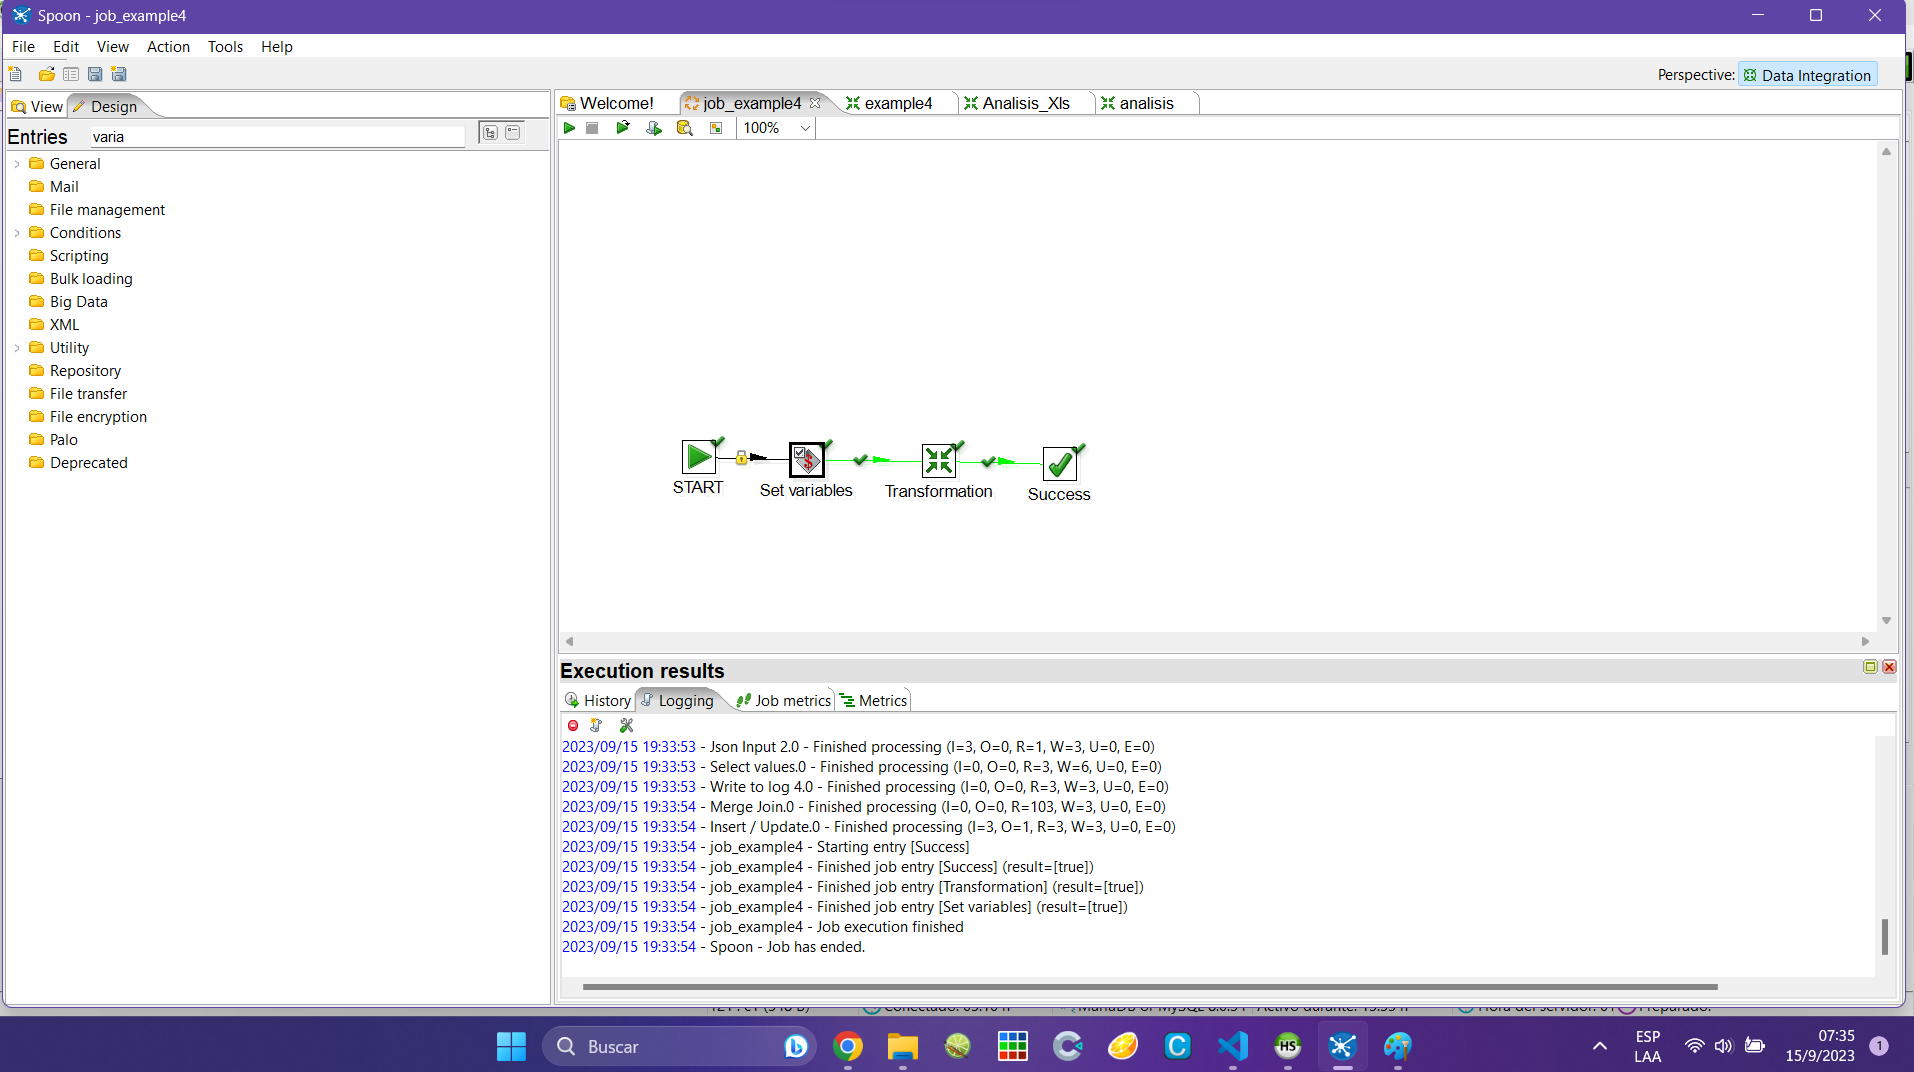 Spoon - job_example4
File Edit View Action Tools Help
Perspective: Data Integration
View Design
Entries varia
General
Mail
File management
Conditions
Scripting
Bulk loading
Big Data
XML
Utility
Repository
File transfer
File encryption
Palo
Deprecated
Welcome! job_example4 example4 Analisis_Xls analisis
100%
START Set variables Transformation Success
Execution results
History Logging Job metrics Metrics
2023/09/15 19:33:53 - Json Input 2.0 - Finished processing (I=3, O=0, R=1, W=3, U=0, E=0)
2023/09/15 19:33:53 - Select values.0 - Finished processing (I=0, O=0, R=3, W=6, U=0, E=0)
2023/09/15 19:33:53 - Write to log 4.0 - Finished processing (I=0, O=0, R=3, W=3, U=0, E=0)
2023/09/15 19:33:54 - Merge Join.0 - Finished processing (I=0, O=0, R=103, W=3, U=0, E=0)
2023/09/15 19:33:54 - Insert / Update.0 - Finished processing (I=3, O=1, R=3, W=3, U=0, E=0)
2023/09/15 19:33:54 - job_example4 - Starting entry [Success]
2023/09/15 19:33:54 - job_example4 - Finished job entry [Success] (result=[true])
2023/09/15 19:33:54 - job_example4 - Finished job entry [Transformation] (result=[true])
2023/09/15 19:33:54 - job_example4 - Finished job entry [Set variables] (result=[true])
2023/09/15 19:33:54 - job_example4 - Job execution finished
2023/09/15 19:33:54 - Spoon - Job has ended.
Buscar
C
HS
ESP
LAA
07:35
15/9/2023
1